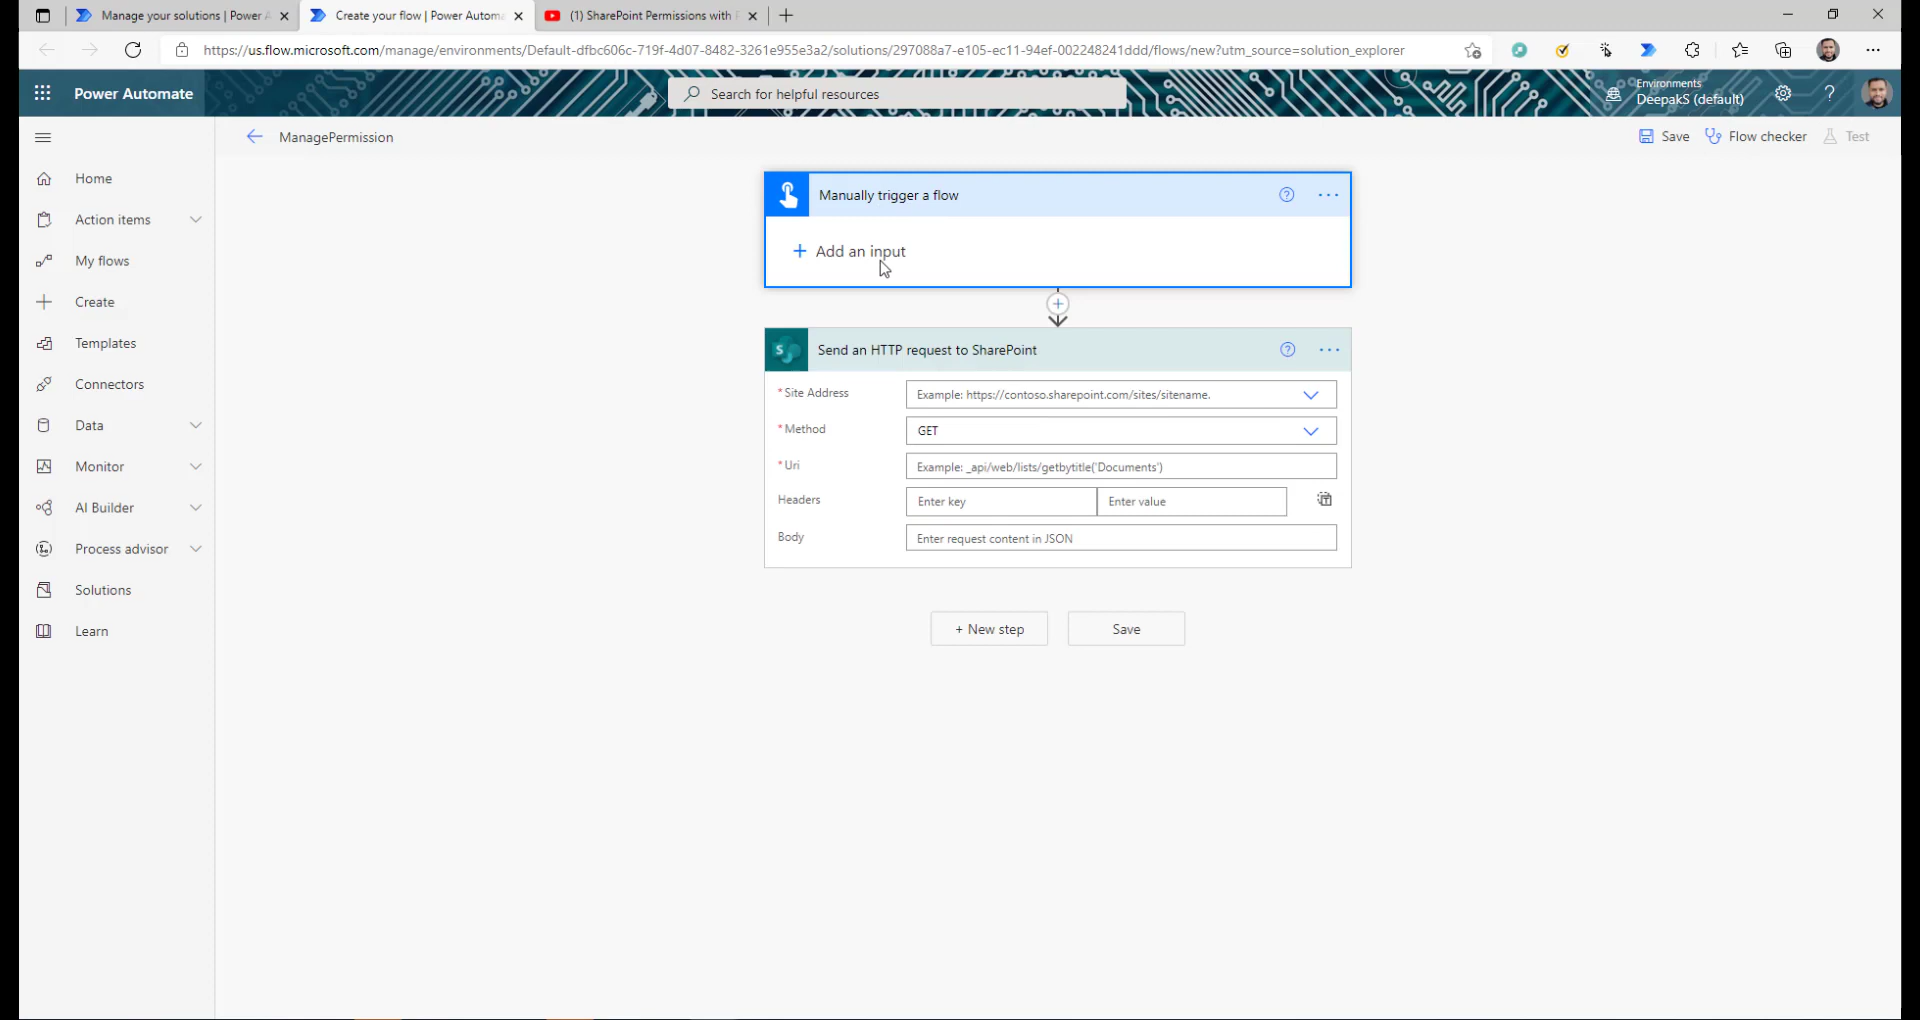 Manage your solutions | Power A
Create your flow | Power Automa
(1) SharePoint Permissions with
https://us.flow.microsoft.com/manage/environments/Default-dfbc606c-719f-4d07-8482-3261e955e3a2/solutions/297088a7-e105-ec11-94ef-002248241ddd/flows/new?utm_source=solution_explorer
Power Automate
Search for helpful resources
Environments
DeepakS (default)
?
ManagePermission
Save
Flow checker
Test
Home
Action items
My flows
Create
Templates
Connectors
Data
Monitor
AI Builder
Process advisor
Solutions
Learn
Manually trigger a flow
?
+ Add an input
S
Send an HTTP request to SharePoint
?
* Site Address
Example: https://contoso.sharepoint.com/sites/sitename.
* Method
GET
* Uri
Example: _api/web/lists/getbytitle('Documents')
Headers
Enter key
Enter value
Body
Enter request content in JSON
+ New step
Save